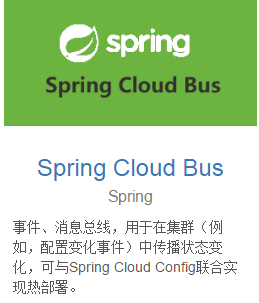 spring
Spring Cloud Bus
Spring Cloud Bus
Spring
事件、消息总线，用于在集群（例
如，配置变化事件）中传播状态变
化，可与Spring Cloud Config联合实
现热部署。